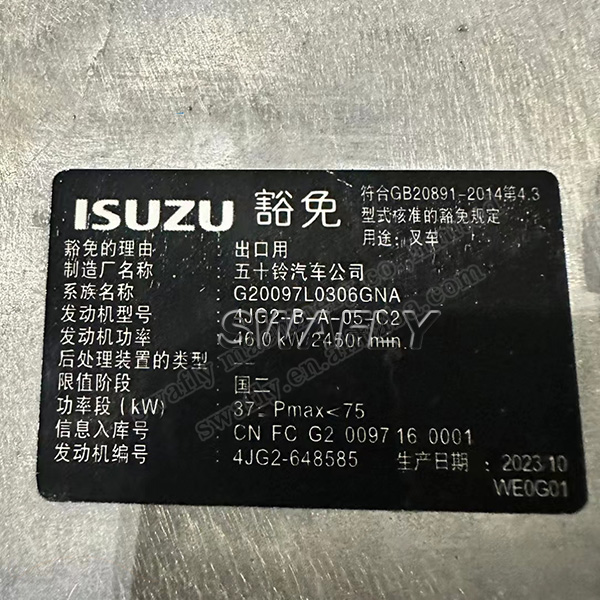 ISUZU 豁免
符合GB20891-2014第4.3
型式核准的豁免规定
用途: 叉车
豁免的理由 : 出口用
制造厂名称 : 五十铃汽车公司
系族名称 : G20097L0306GNA
发动机型号 : 4JG2-B-A-05-C2
发动机功率 : 46.0 kW 2450r/min
后处理装置的类型 : —
限值阶段 : 国二
功率段 (kW) : 37≤Pmax<75
信息入库号 : CN FC G2 0097 16 0001
发动机编号 : 4JG2-648585 生产日期 : 2023/10
WE0G01
SWAFLY